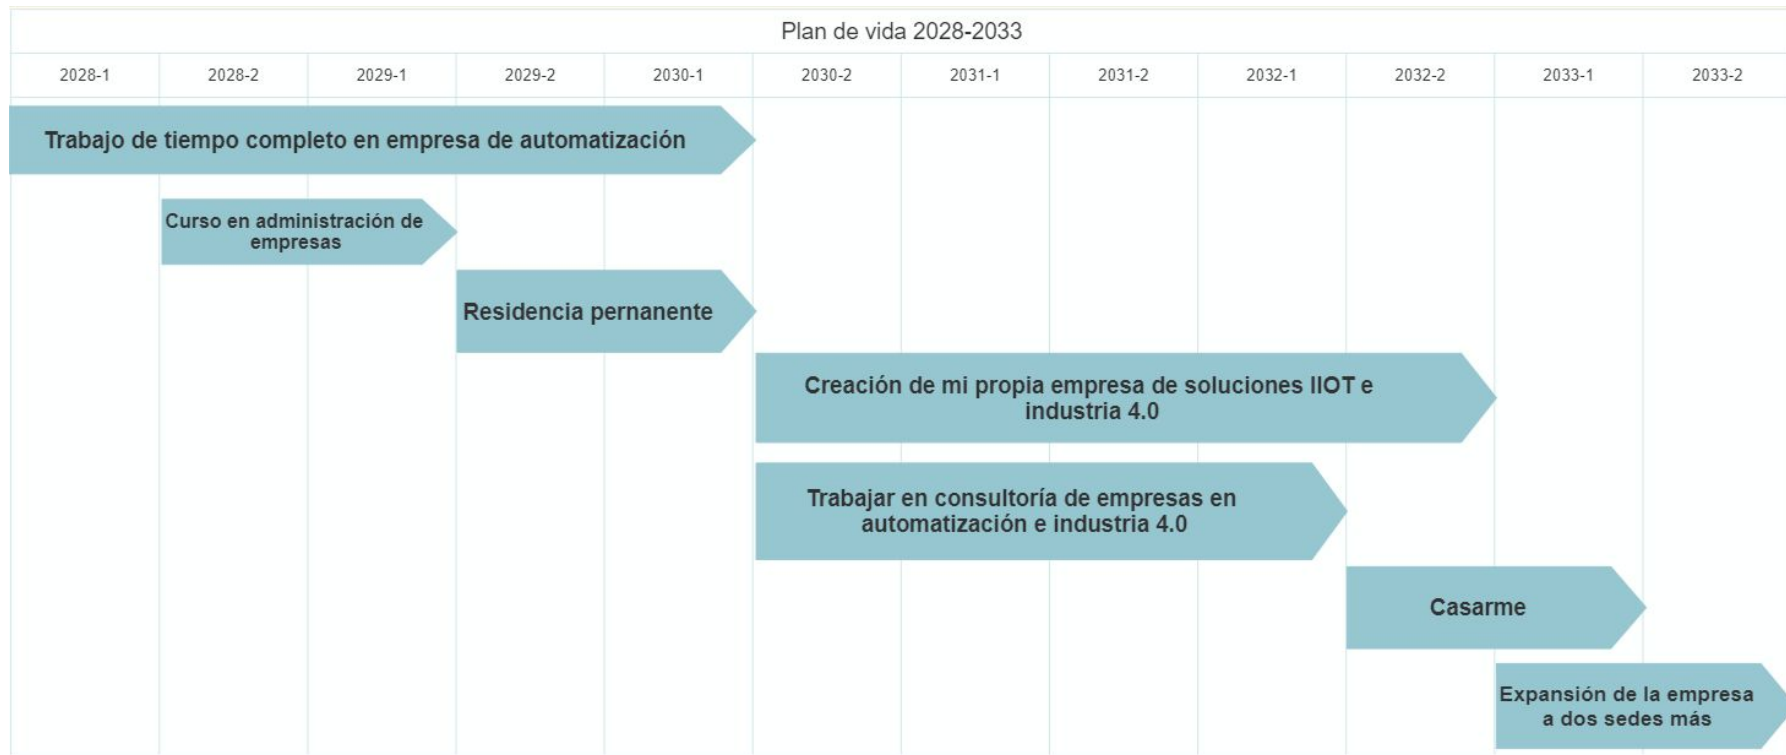 Plan de vida 2028-2033
2028-1 2028-2 2029-1 2029-2 2030-1 2030-2 2031-1 2031-2 2032-1 2032-2 2033-1 2033-2
Trabajo de tiempo completo en empresa de automatización
Curso en administración de
empresas
Residencia pernanente
Creación de mi propia empresa de soluciones IIOT e
industria 4.0
Trabajar en consultoría de empresas en
automatización e industria 4.0
Casarme
Expansión de la empresa
a dos sedes más